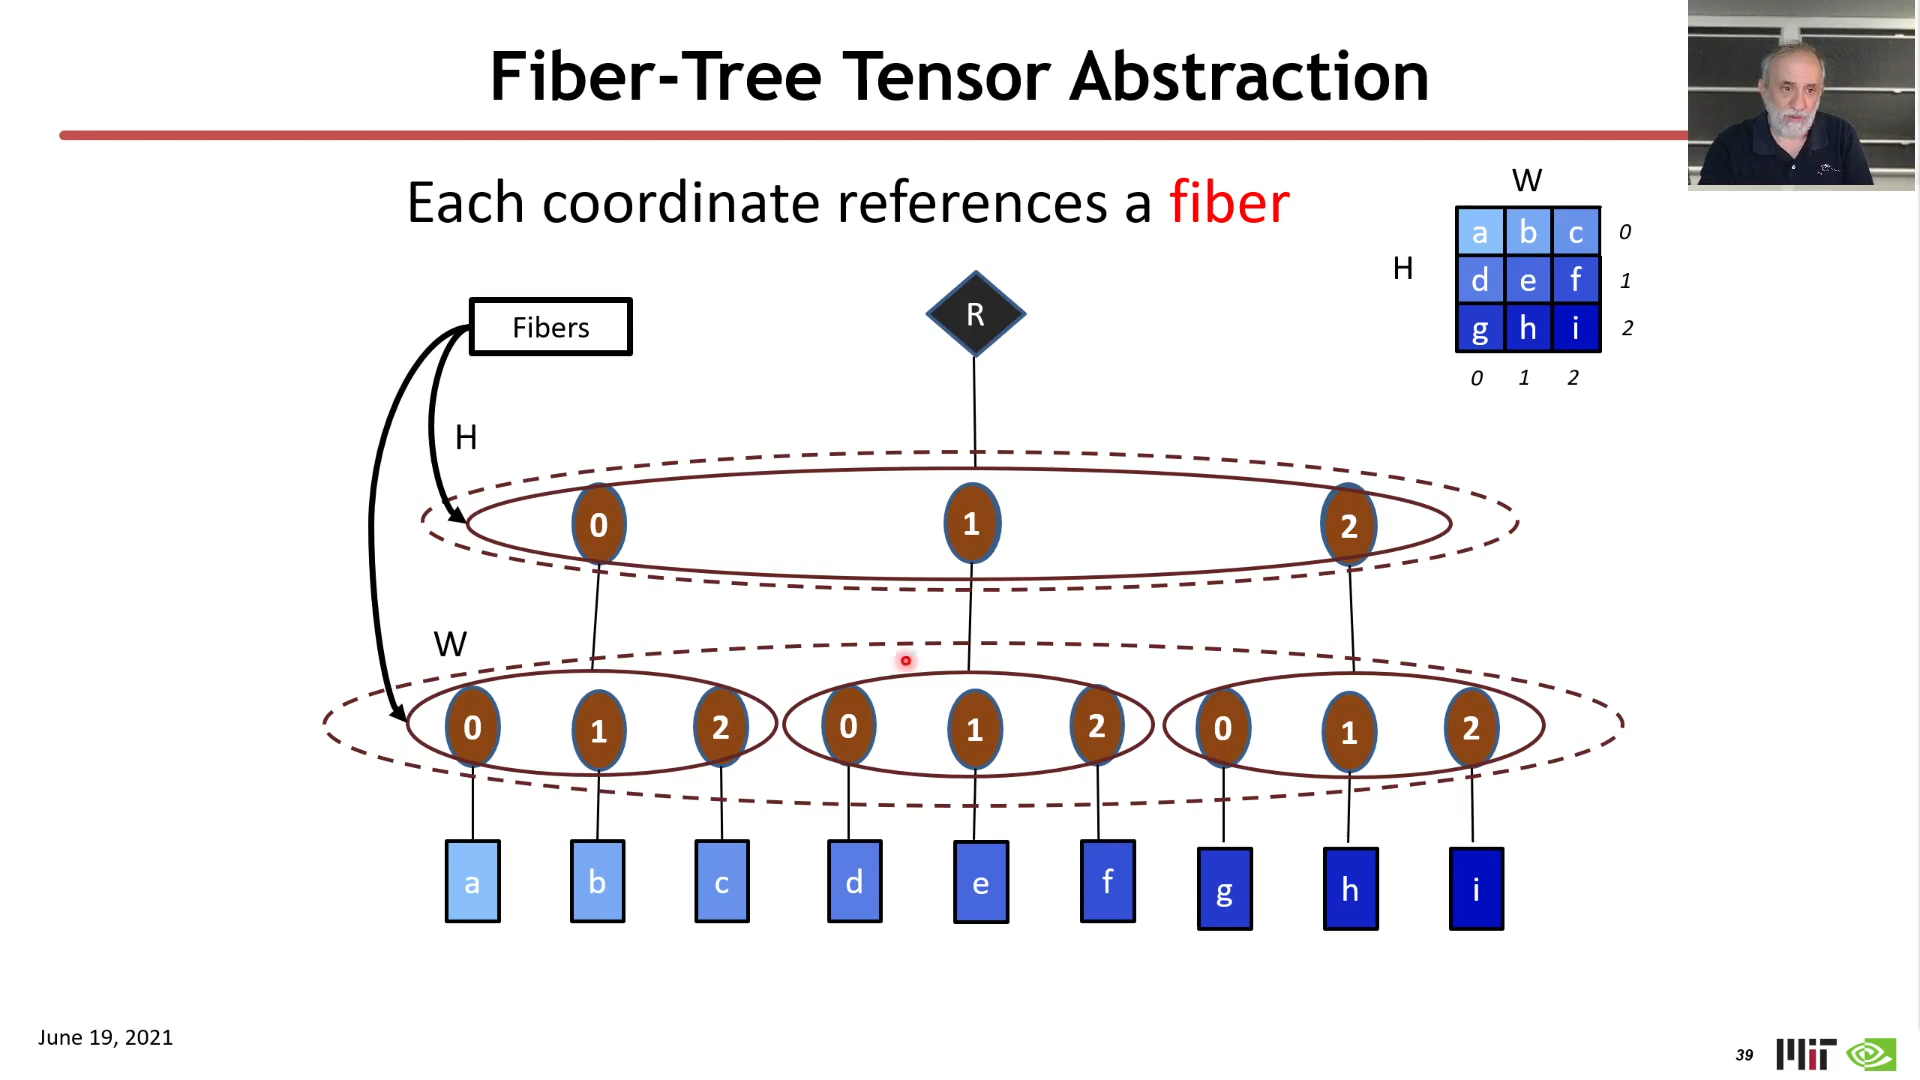 Fiber-Tree Tensor Abstraction
Each coordinate references a fiber
W
a b c 0
H
d e f 1
g h i 2
0 1 2
Fibers
R
H
0 1 2
W
0 1 2 0 1 2 0 1 2
a b c d e f g h i
June 19, 2021
39
MIT